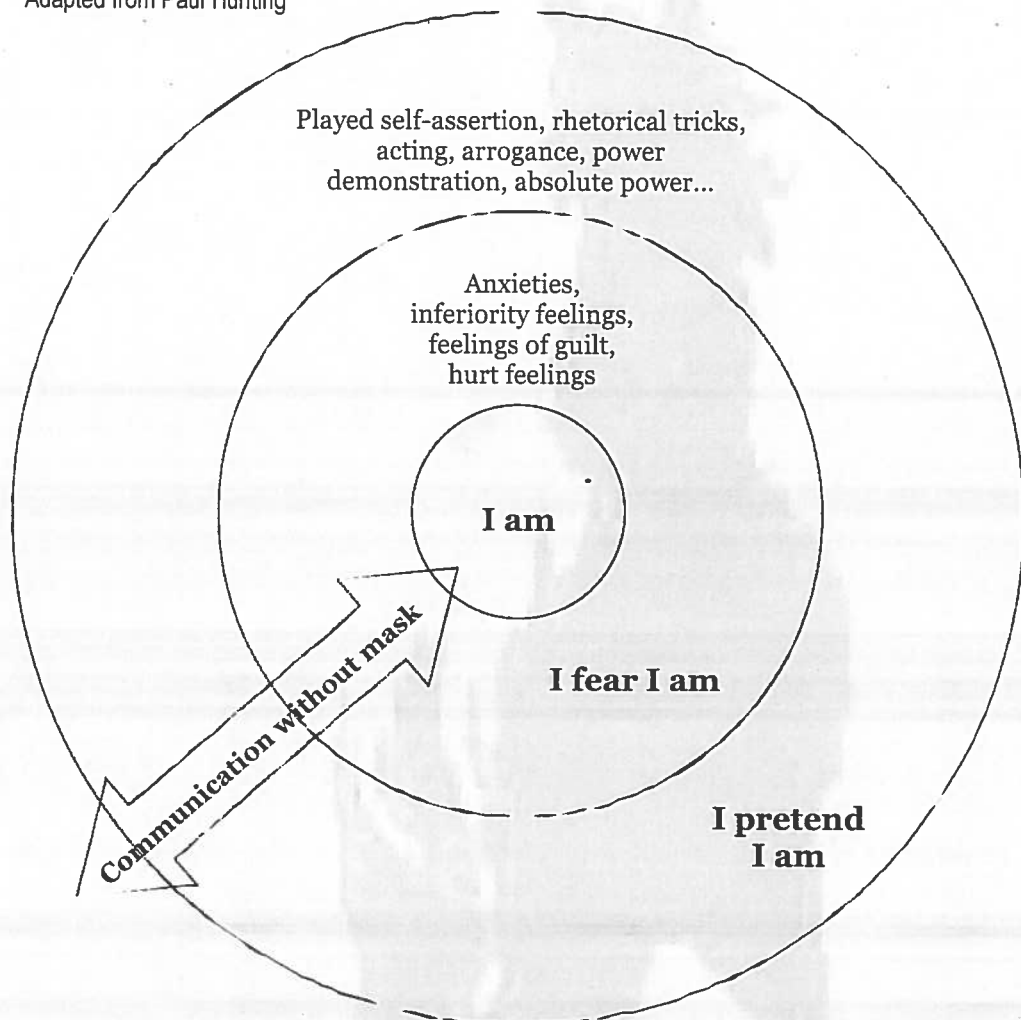 Adapted from Paul Hunting
Played self-assertion, rhetorical tricks,
acting, arrogance, power
demonstration, absolute power...
Anxieties,
inferiority feelings,
feelings of guilt,
hurt feelings
I am
Communication without mask
I fear I am
I pretend
I am